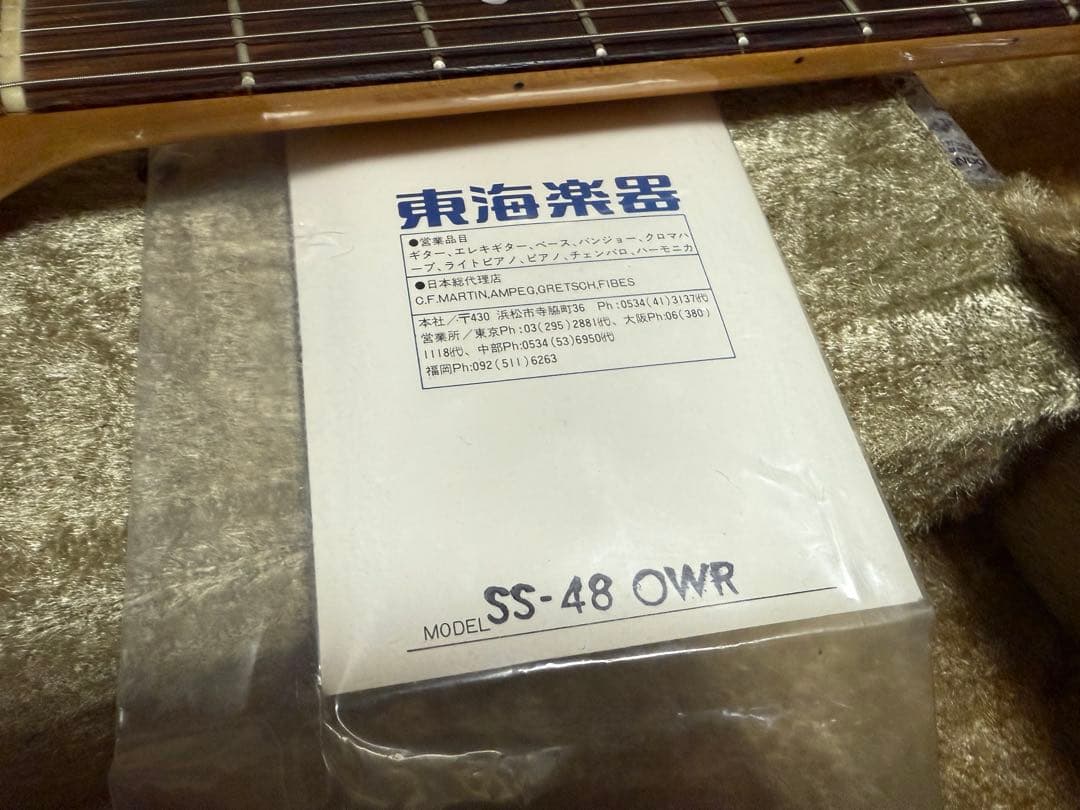 東海楽器
●営業品目
ギター、エレキギター、ベース、バンジョー、クロマハ
ープ、ライトピアノ、ピアノ、チェンバロ、ハーモニカ
●日本総代理店
C.F.MARTIN,AMPEG,GRETSCH,FIBES
本社/〒430 浜松市寺脇町36 Ph:0534(41)3137代
営業所/東京Ph:03(295)2881代、大阪Ph:06(380)
1118代、中部Ph:0534(53)6950代
福岡Ph:092(511)6263
MODEL SS-48 OWR